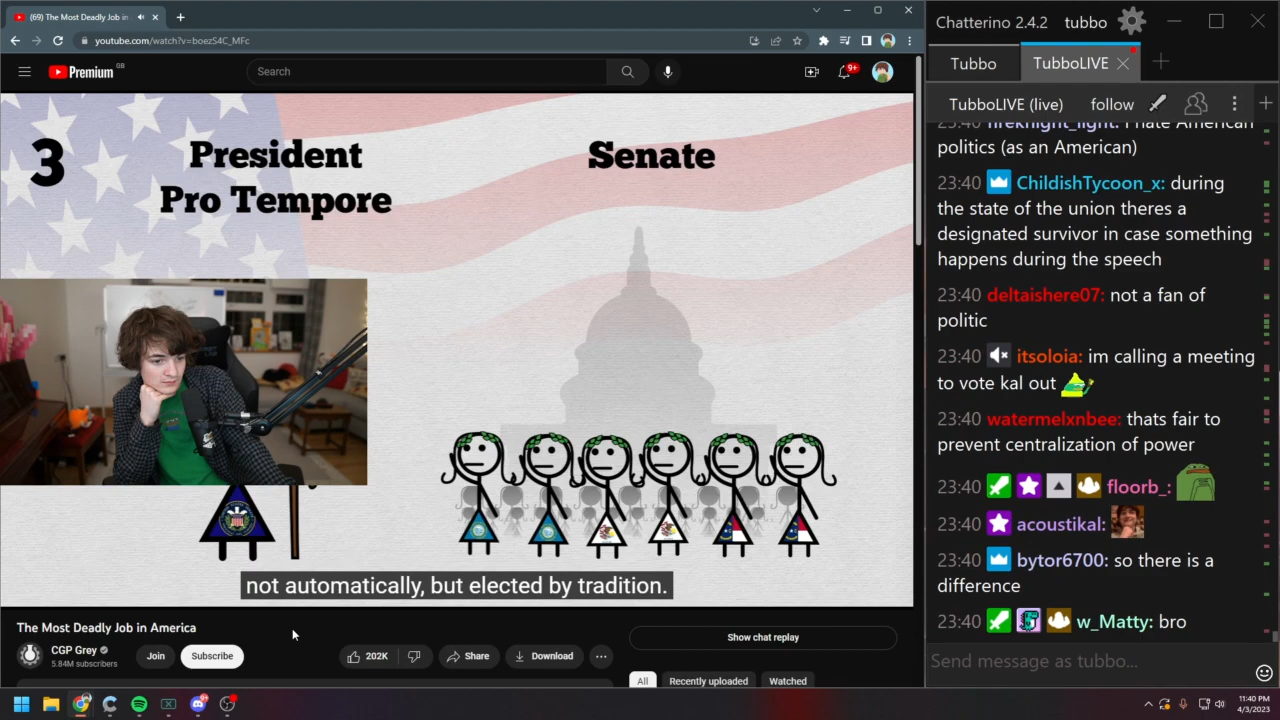 (69) The Most Deadly Job in
youtube.com/watch?v=boezS4C_MFc
Premium GB
Search
9+
3
President
Pro Tempore
Senate
not automatically, but elected by tradition.
The Most Deadly Job in America
CGP Grey
5.84M subscribers
Join
Subscribe
202K
Share
Download
Show chat replay
All
Recently uploaded
Watched
Chatterino 2.4.2
tubbo
Tubbo
TubboLIVE
TubboLIVE (live)
follow
23:40 fireknight_light: I hate American
politics (as an American)
23:40 ChildishTycoon_x: during
the state of the union theres a
designated survivor in case something
happens during the speech
23:40 deltaishere07: not a fan of
politic
23:40 itsoloia: im calling a meeting
to vote kal out
23:40 watermelxnbee: thats fair to
prevent centralization of power
23:40 floorb_:
23:40 acoustikal:
23:40 bytor6700: so there is a
difference
23:40 w_Matty: bro
Send message as tubbo...
11:40 PM
4/3/2023